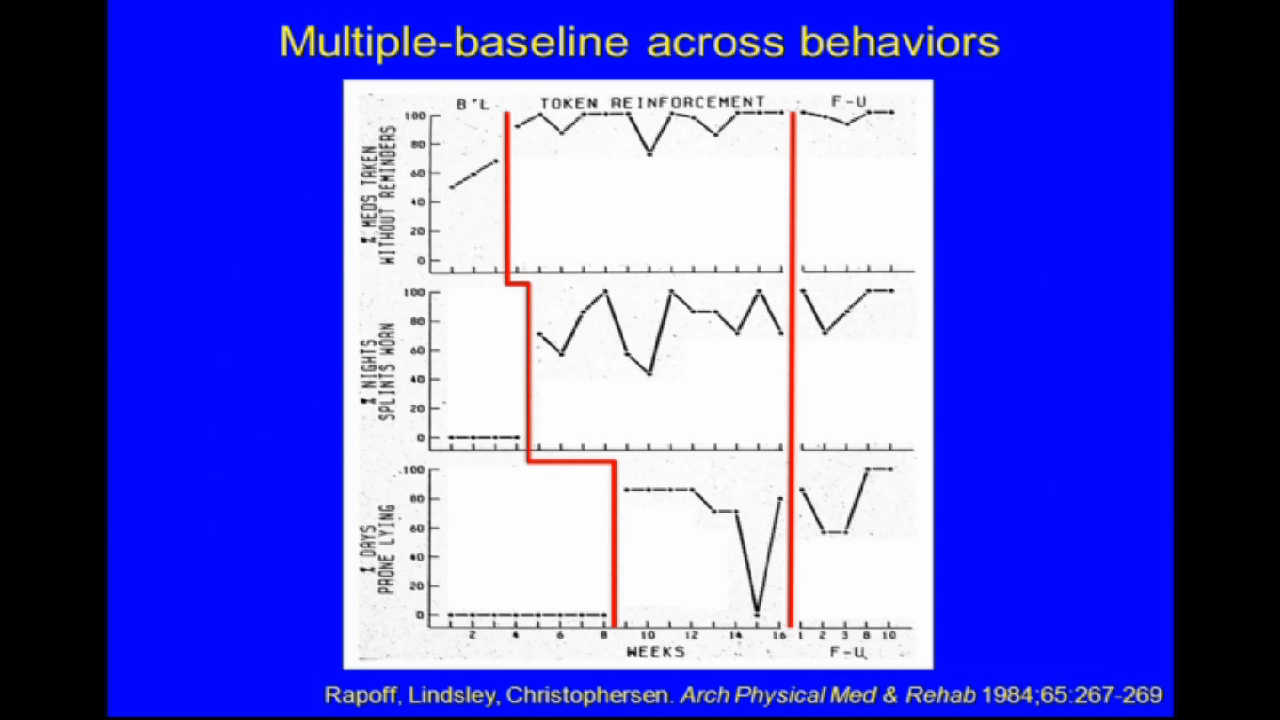 Multiple-baseline across behaviors
B'L TOKEN REINFORCEMENT F-U
% MEDS TAKEN
WITHOUT REMINDERS
100
80
60
40
20
0
% NIGHTS
SPLINTS WORN
100
80
60
40
20
0
% DAYS
PRONE LYING
100
80
60
40
20
0
2 4 6 8 10 12 14 16 1 2 3 8 10
WEEKS F-U
Rapoff, Lindsley, Christophersen. Arch Physical Med & Rehab 1984;65:267-269